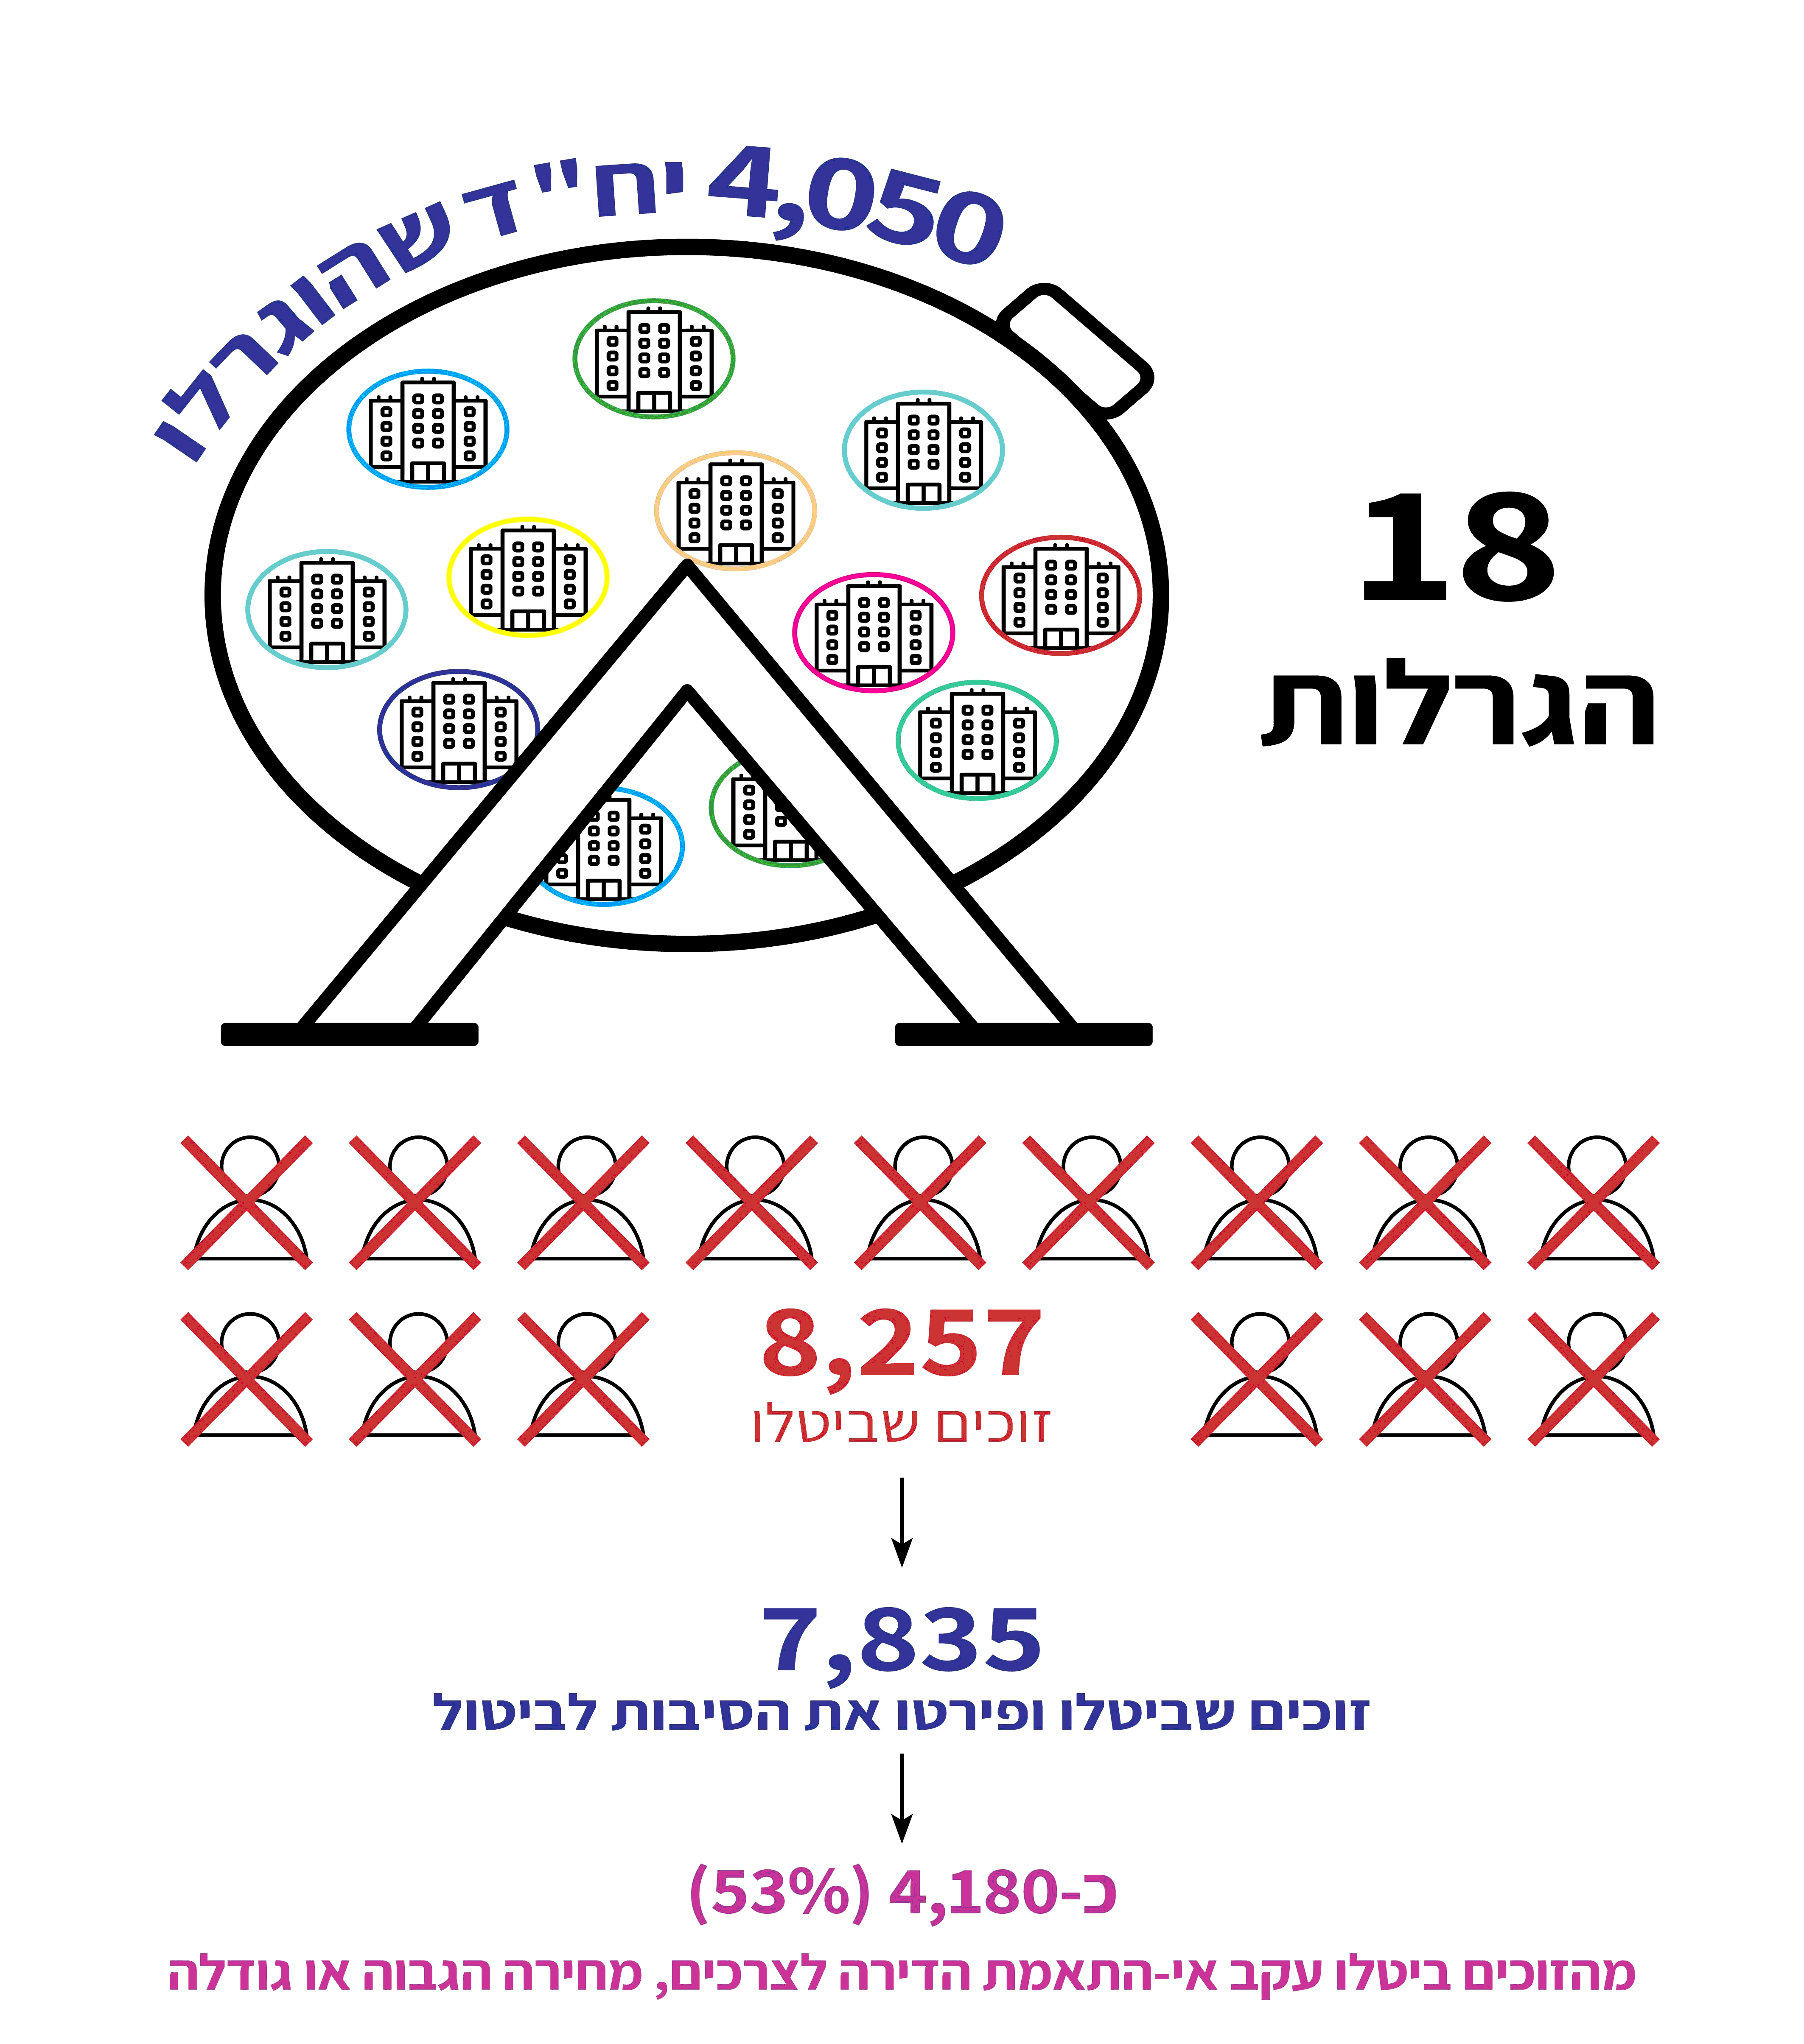 4,050 יח"ד שהוגרלו
18
הגרלות
8,257
זוכים שביטלו
7,835
זוכים שביטלו ופירטו את הסיבות לביטול
כ-4,180 (53%)
מהזוכים ביטלו עקב אי-התאמת הדירה לצרכים, מחירה הגבוה או גודלה